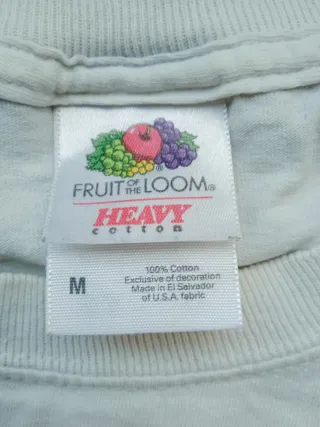 FRUIT OF THE LOOM®
HEAVY
cotton
M
100% Cotton
Exclusive of decoration
Made in El Salvador
of U.S.A. fabric